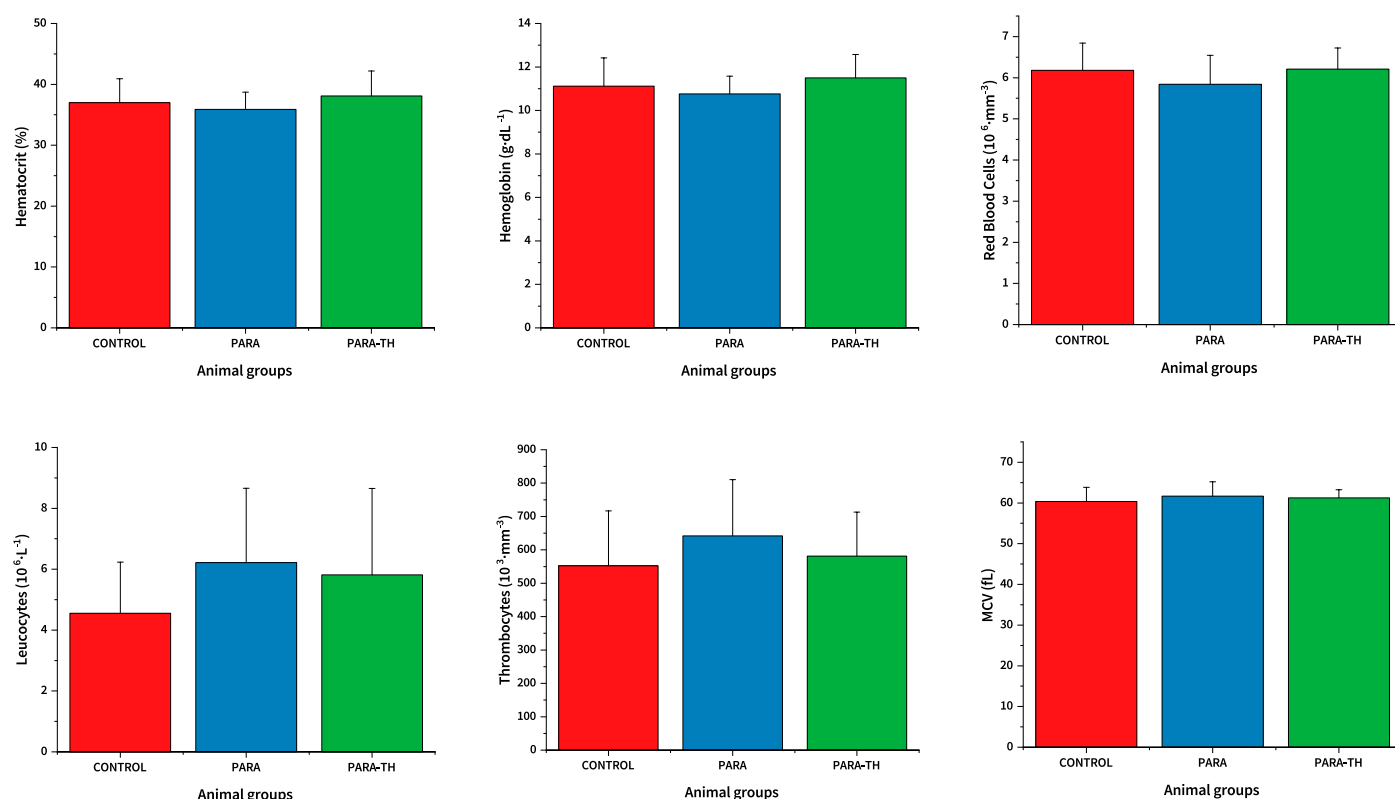 Hematocrit (%)
50
40
30
20
10
0
CONTROL PARA PARA-TH
Animal groups
Hemoglobin (g·dL⁻¹)
14
12
10
8
6
4
2
0
CONTROL PARA PARA-TH
Animal groups
Red Blood Cells (10⁶·mm⁻³)
7
6
5
4
3
2
1
0
CONTROL PARA PARA-TH
Animal groups
Leucocytes (10⁶·L⁻¹)
10
8
6
4
2
0
CONTROL PARA PARA-TH
Animal groups
Thrombocytes (10³·mm⁻³)
900
800
700
600
500
400
300
200
100
0
CONTROL PARA PARA-TH
Animal groups
MCV (fL)
70
60
50
40
30
20
10
0
CONTROL PARA PARA-TH
Animal groups